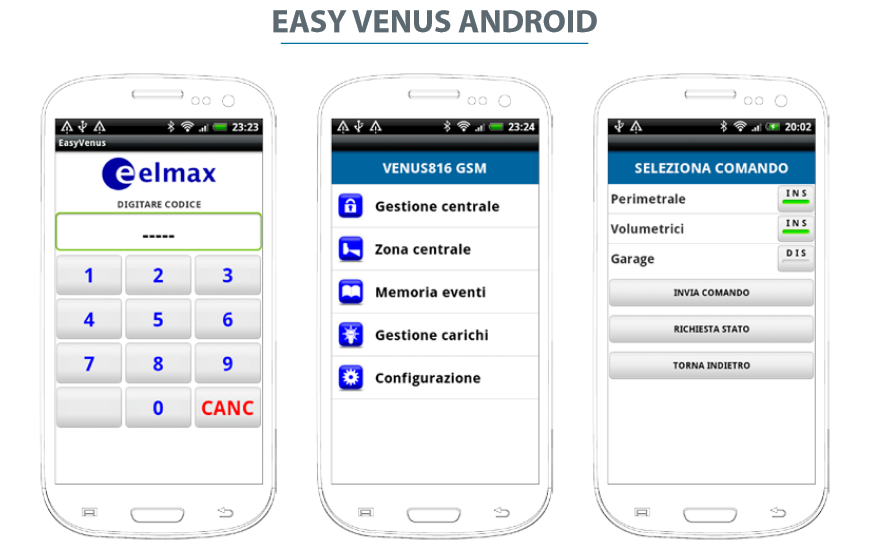 EASY VENUS ANDROID
23:23
EasyVenus
elmax
DIGITARE CODICE
-----
1 2 3
4 5 6
7 8 9
0 CANC
23:24
VENUS816 GSM
Gestione centrale
Zona centrale
Memoria eventi
Gestione carichi
Configurazione
20:02
SELEZIONA COMANDO
Perimetrale INS
Volumetrici INS
Garage DIS
INVIA COMANDO
RICHIESTA STATO
TORNA INDIETRO